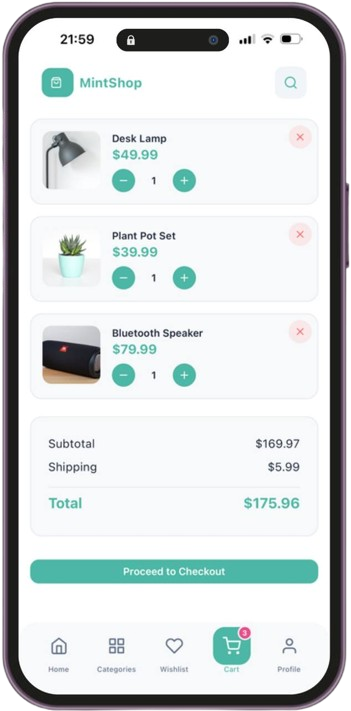 21:59
MintShop
Desk Lamp
$49.99
− 1 +
Plant Pot Set
$39.99
− 1 +
Bluetooth Speaker
$79.99
− 1 +
Subtotal $169.97
Shipping $5.99
Total $175.96
Proceed to Checkout
3
Home Categories Wishlist Cart Profile